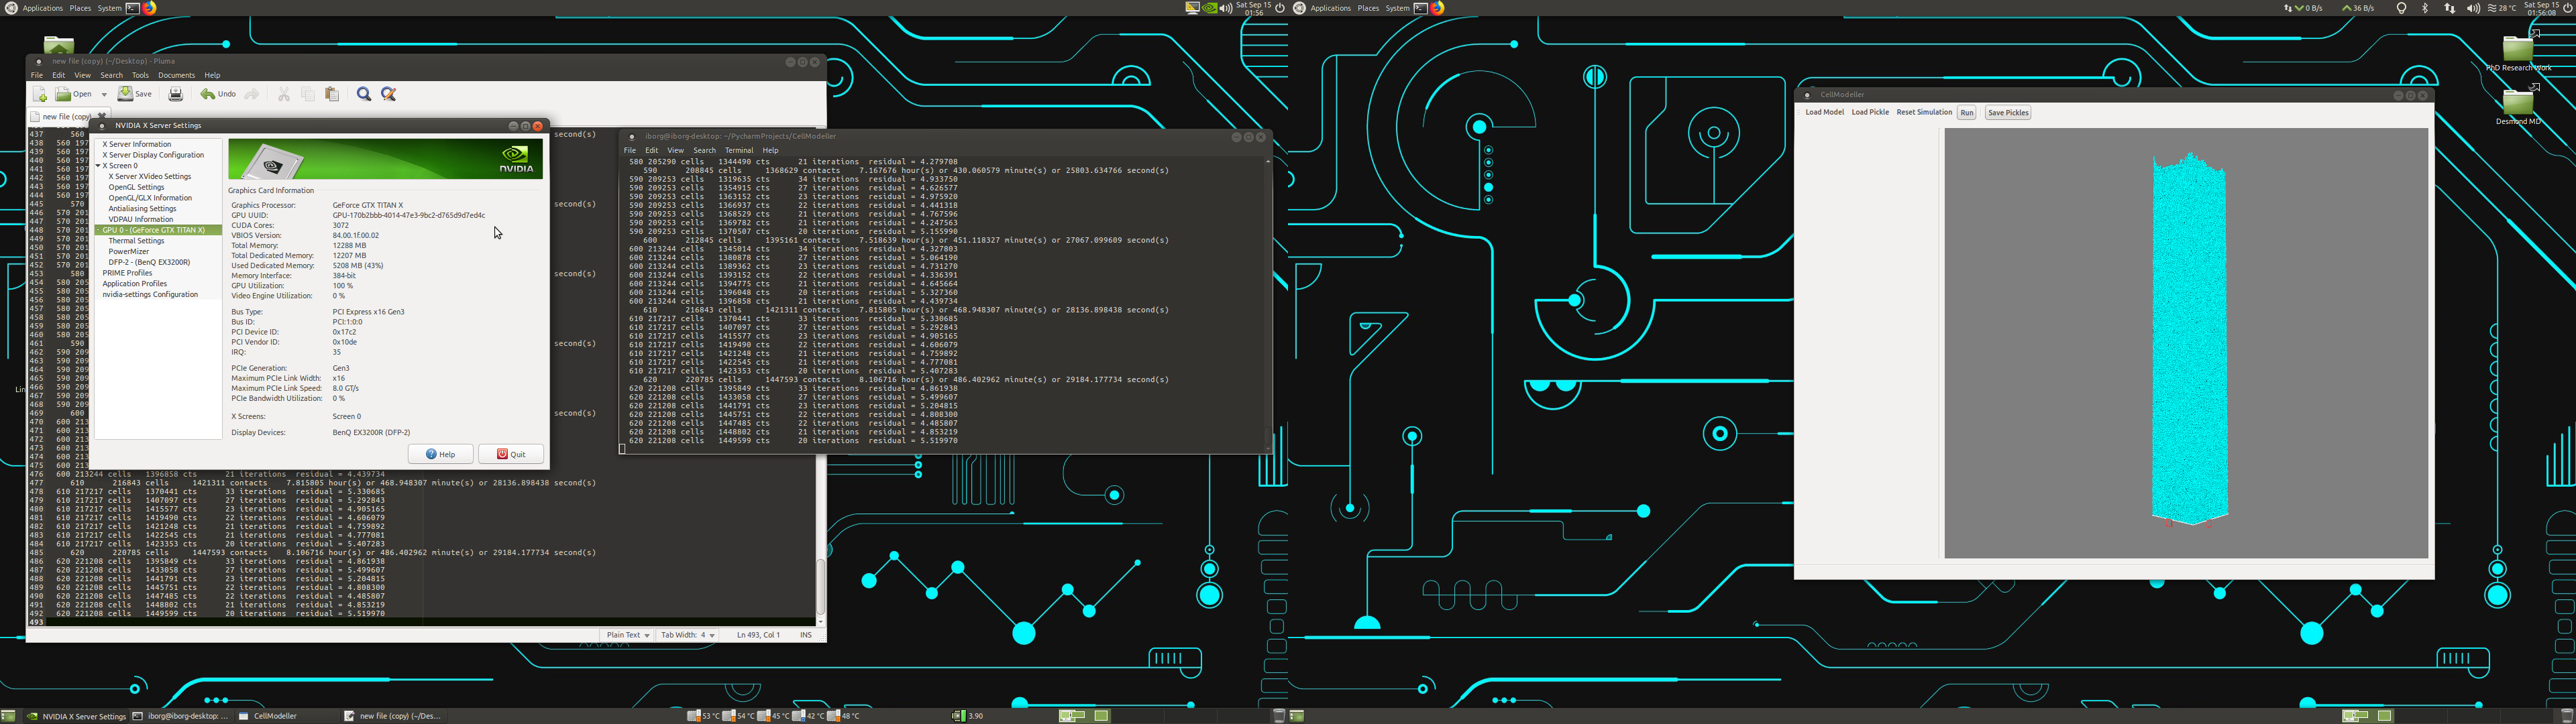 Applications Places System
Sat Sep 15
01:56
Applications Places System
0 B/s
36 B/s
28 °C
Sat Sep 15
01:56:08
PhD Research Work
Desmond MD
new file (copy) (~/Desktop) - Pluma
File Edit View Search Tools Documents Help
Open
Save
Undo
new file (copy)
NVIDIA X Server Settings
X Server Information
X Server Display Configuration
Screen 0
X Server XVideo Settings
OpenGL Settings
OpenGL/GLX Information
Antialiasing Settings
VDPAU Information
GPU 0 - (GeForce GTX TITAN X)
Thermal Settings
PowerMizer
DFP-2 - (BenQ EX3200R)
PRIME Profiles
Application Profiles
nvidia-settings Configuration
NVIDIA
Graphics Card Information
Graphics Processor: GeForce GTX TITAN X
GPU UUID: GPU-170b2bbb-4014-47e3-9bc2-d765d9d7ed4c
CUDA Cores: 3072
VBIOS Version: 84.00.1f.00.02
Total Memory: 12288 MB
Total Dedicated Memory: 12207 MB
Used Dedicated Memory: 5208 MB (43%)
Memory Interface: 384-bit
GPU Utilization: 100 %
Video Engine Utilization: 0 %
Bus Type: PCI Express x16 Gen3
Bus ID: PCI:1:0:0
PCI Device ID: 0x17c2
PCI Vendor ID: 0x10de
IRQ: 35
PCIe Generation: Gen3
Maximum PCIe Link Width: x16
Maximum PCIe Link Speed: 8.0 GT/s
PCIe Bandwidth Utilization: 0 %
X Screens: Screen 0
Display Devices: BenQ EX3200R (DFP-2)
Help
Quit
476 600 213244 cells 1396858 cts 21 iterations residual = 4.439734
477 610 216843 cells 1421311 contacts 7.815805 hour(s) or 468.948307 minute(s) or 28136.898438 second(s)
478 610 217217 cells 1370441 cts 33 iterations residual = 5.330685
479 610 217217 cells 1407097 cts 27 iterations residual = 5.292843
480 610 217217 cells 1415577 cts 23 iterations residual = 4.905165
481 610 217217 cells 1419490 cts 22 iterations residual = 4.606079
482 610 217217 cells 1421248 cts 21 iterations residual = 4.759892
483 610 217217 cells 1422545 cts 21 iterations residual = 4.777081
484 610 217217 cells 1423353 cts 20 iterations residual = 5.407283
485 620 220785 cells 1447593 contacts 8.106716 hour(s) or 486.402962 minute(s) or 29184.177734 second(s)
486 620 221208 cells 1395849 cts 33 iterations residual = 4.861938
487 620 221208 cells 1433058 cts 27 iterations residual = 5.499607
488 620 221208 cells 1441791 cts 23 iterations residual = 5.204815
489 620 221208 cells 1445751 cts 22 iterations residual = 4.808300
490 620 221208 cells 1447485 cts 22 iterations residual = 4.485807
491 620 221208 cells 1448802 cts 21 iterations residual = 4.853219
492 620 221208 cells 1449599 cts 20 iterations residual = 5.519970
493
Plain Text Tab Width: 4 Ln 493, Col 1 INS
iborg@iborg-desktop: ~/PycharmProjects/CellModeller
File Edit View Search Terminal Help
580 205290 cells 1344490 cts 21 iterations residual = 4.279708
590 208845 cells 1368629 contacts 7.167676 hour(s) or 430.060579 minute(s) or 25803.634766 second(s)
590 209253 cells 1319635 cts 34 iterations residual = 4.933750
590 209253 cells 1354915 cts 27 iterations residual = 4.626577
590 209253 cells 1363152 cts 23 iterations residual = 4.975920
590 209253 cells 1366937 cts 22 iterations residual = 4.441318
590 209253 cells 1368529 cts 21 iterations residual = 4.767596
590 209253 cells 1369782 cts 21 iterations residual = 4.247563
590 209253 cells 1370507 cts 20 iterations residual = 5.155990
600 212845 cells 1395161 contacts 7.518639 hour(s) or 451.118327 minute(s) or 27067.099609 second(s)
600 213244 cells 1345014 cts 34 iterations residual = 4.327803
600 213244 cells 1380878 cts 27 iterations residual = 5.064190
600 213244 cells 1389362 cts 23 iterations residual = 4.731270
600 213244 cells 1393152 cts 22 iterations residual = 4.336391
600 213244 cells 1394775 cts 21 iterations residual = 4.645664
600 213244 cells 1396048 cts 20 iterations residual = 5.327360
600 213244 cells 1396858 cts 21 iterations residual = 4.439734
610 216843 cells 1421311 contacts 7.815805 hour(s) or 468.948307 minute(s) or 28136.898438 second(s)
610 217217 cells 1370441 cts 33 iterations residual = 5.330685
610 217217 cells 1407097 cts 27 iterations residual = 5.292843
610 217217 cells 1415577 cts 23 iterations residual = 4.905165
610 217217 cells 1419490 cts 22 iterations residual = 4.606079
610 217217 cells 1421248 cts 21 iterations residual = 4.759892
610 217217 cells 1422545 cts 21 iterations residual = 4.777081
610 217217 cells 1423353 cts 20 iterations residual = 5.407283
620 220785 cells 1447593 contacts 8.106716 hour(s) or 486.402962 minute(s) or 29184.177734 second(s)
620 221208 cells 1395849 cts 33 iterations residual = 4.861938
620 221208 cells 1433058 cts 27 iterations residual = 5.499607
620 221208 cells 1441791 cts 23 iterations residual = 5.204815
620 221208 cells 1445751 cts 22 iterations residual = 4.808300
620 221208 cells 1447485 cts 22 iterations residual = 4.485807
620 221208 cells 1448802 cts 21 iterations residual = 4.853219
620 221208 cells 1449599 cts 20 iterations residual = 5.519970
CellModeller
Load Model Load Pickle Reset Simulation Run Save Pickles
NVIDIA X Server Settings
iborg@iborg-desktop: ...
CellModeller
new file (copy) (~/Des...
53 °C 54 °C 45 °C 42 °C 48 °C
3.90